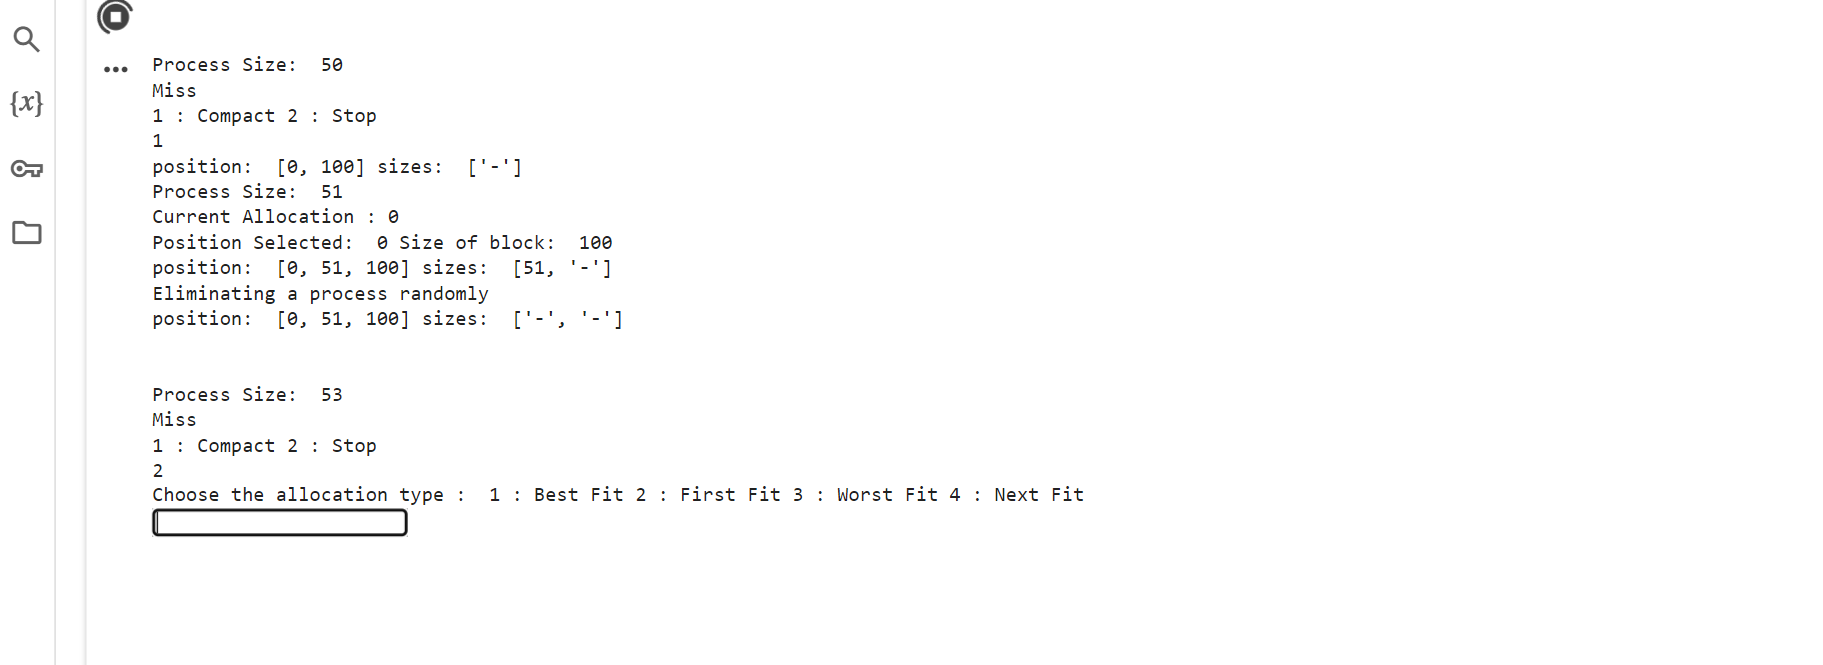 {x}
Process Size:  50
Miss
1 : Compact 2 : Stop
1
position:  [0, 100] sizes:  ['-']
Process Size:  51
Current Allocation : 0
Position Selected:  0 Size of block:  100
position:  [0, 51, 100] sizes:  [51, '-']
Eliminating a process randomly
position:  [0, 51, 100] sizes:  ['-', '-']
Process Size:  53
Miss
1 : Compact 2 : Stop
2
Choose the allocation type :  1 : Best Fit 2 : First Fit 3 : Worst Fit 4 : Next Fit